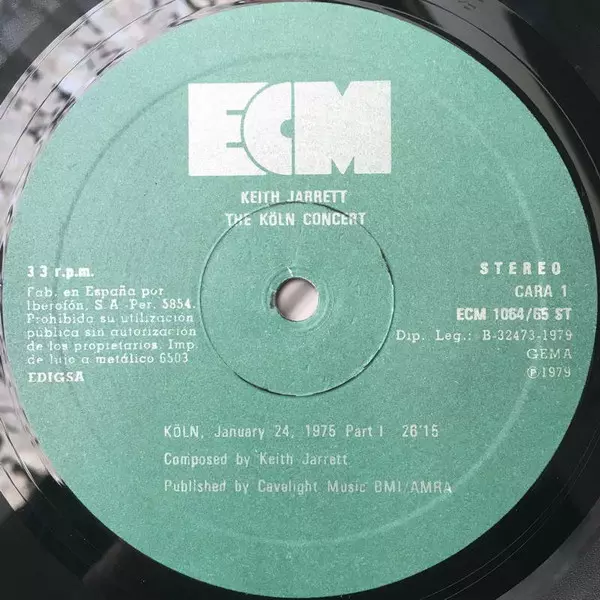 ECM
KEITH JARRETT
THE KÖLN CONCERT
33 r.p.m.
Fab. en España por
Iberofón, S. A. Per. 5854.
Prohibida su utilización
pública sin autorización
de los propietarios. Imp.
de hilo a metálico 6503
EDIGSA
STEREO
CARA 1
ECM 1064/65 ST
Dip. Leg.: B-32473-1979
GEMA
℗ 1979
KÖLN, January 24, 1975 Part I 26'15
Composed by Keith Jarrett
Published by Cavelight Music BMI/AMRA